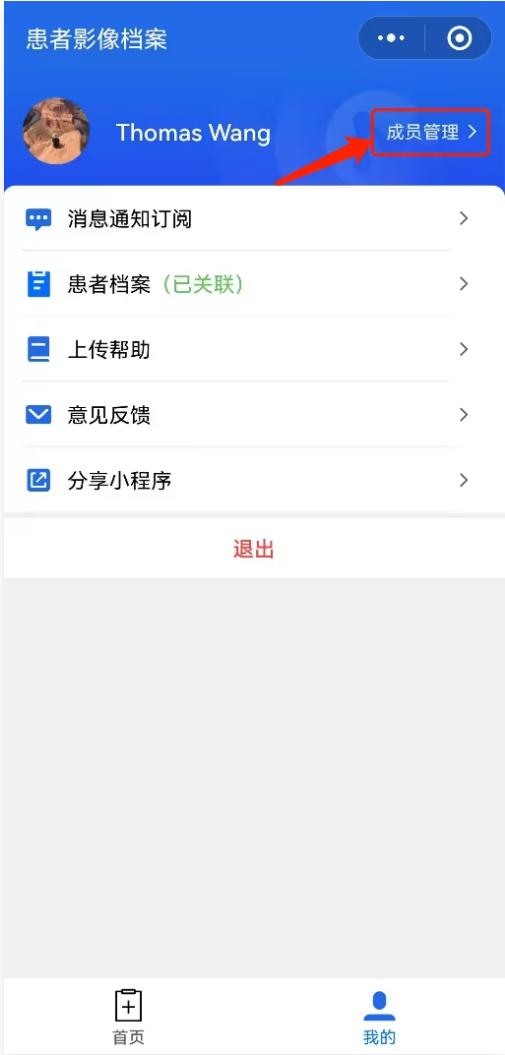 患者影像档案
Thomas Wang
成员管理
消息通知订阅
患者档案（已关联）
上传帮助
意见反馈
分享小程序
退出
首页
我的